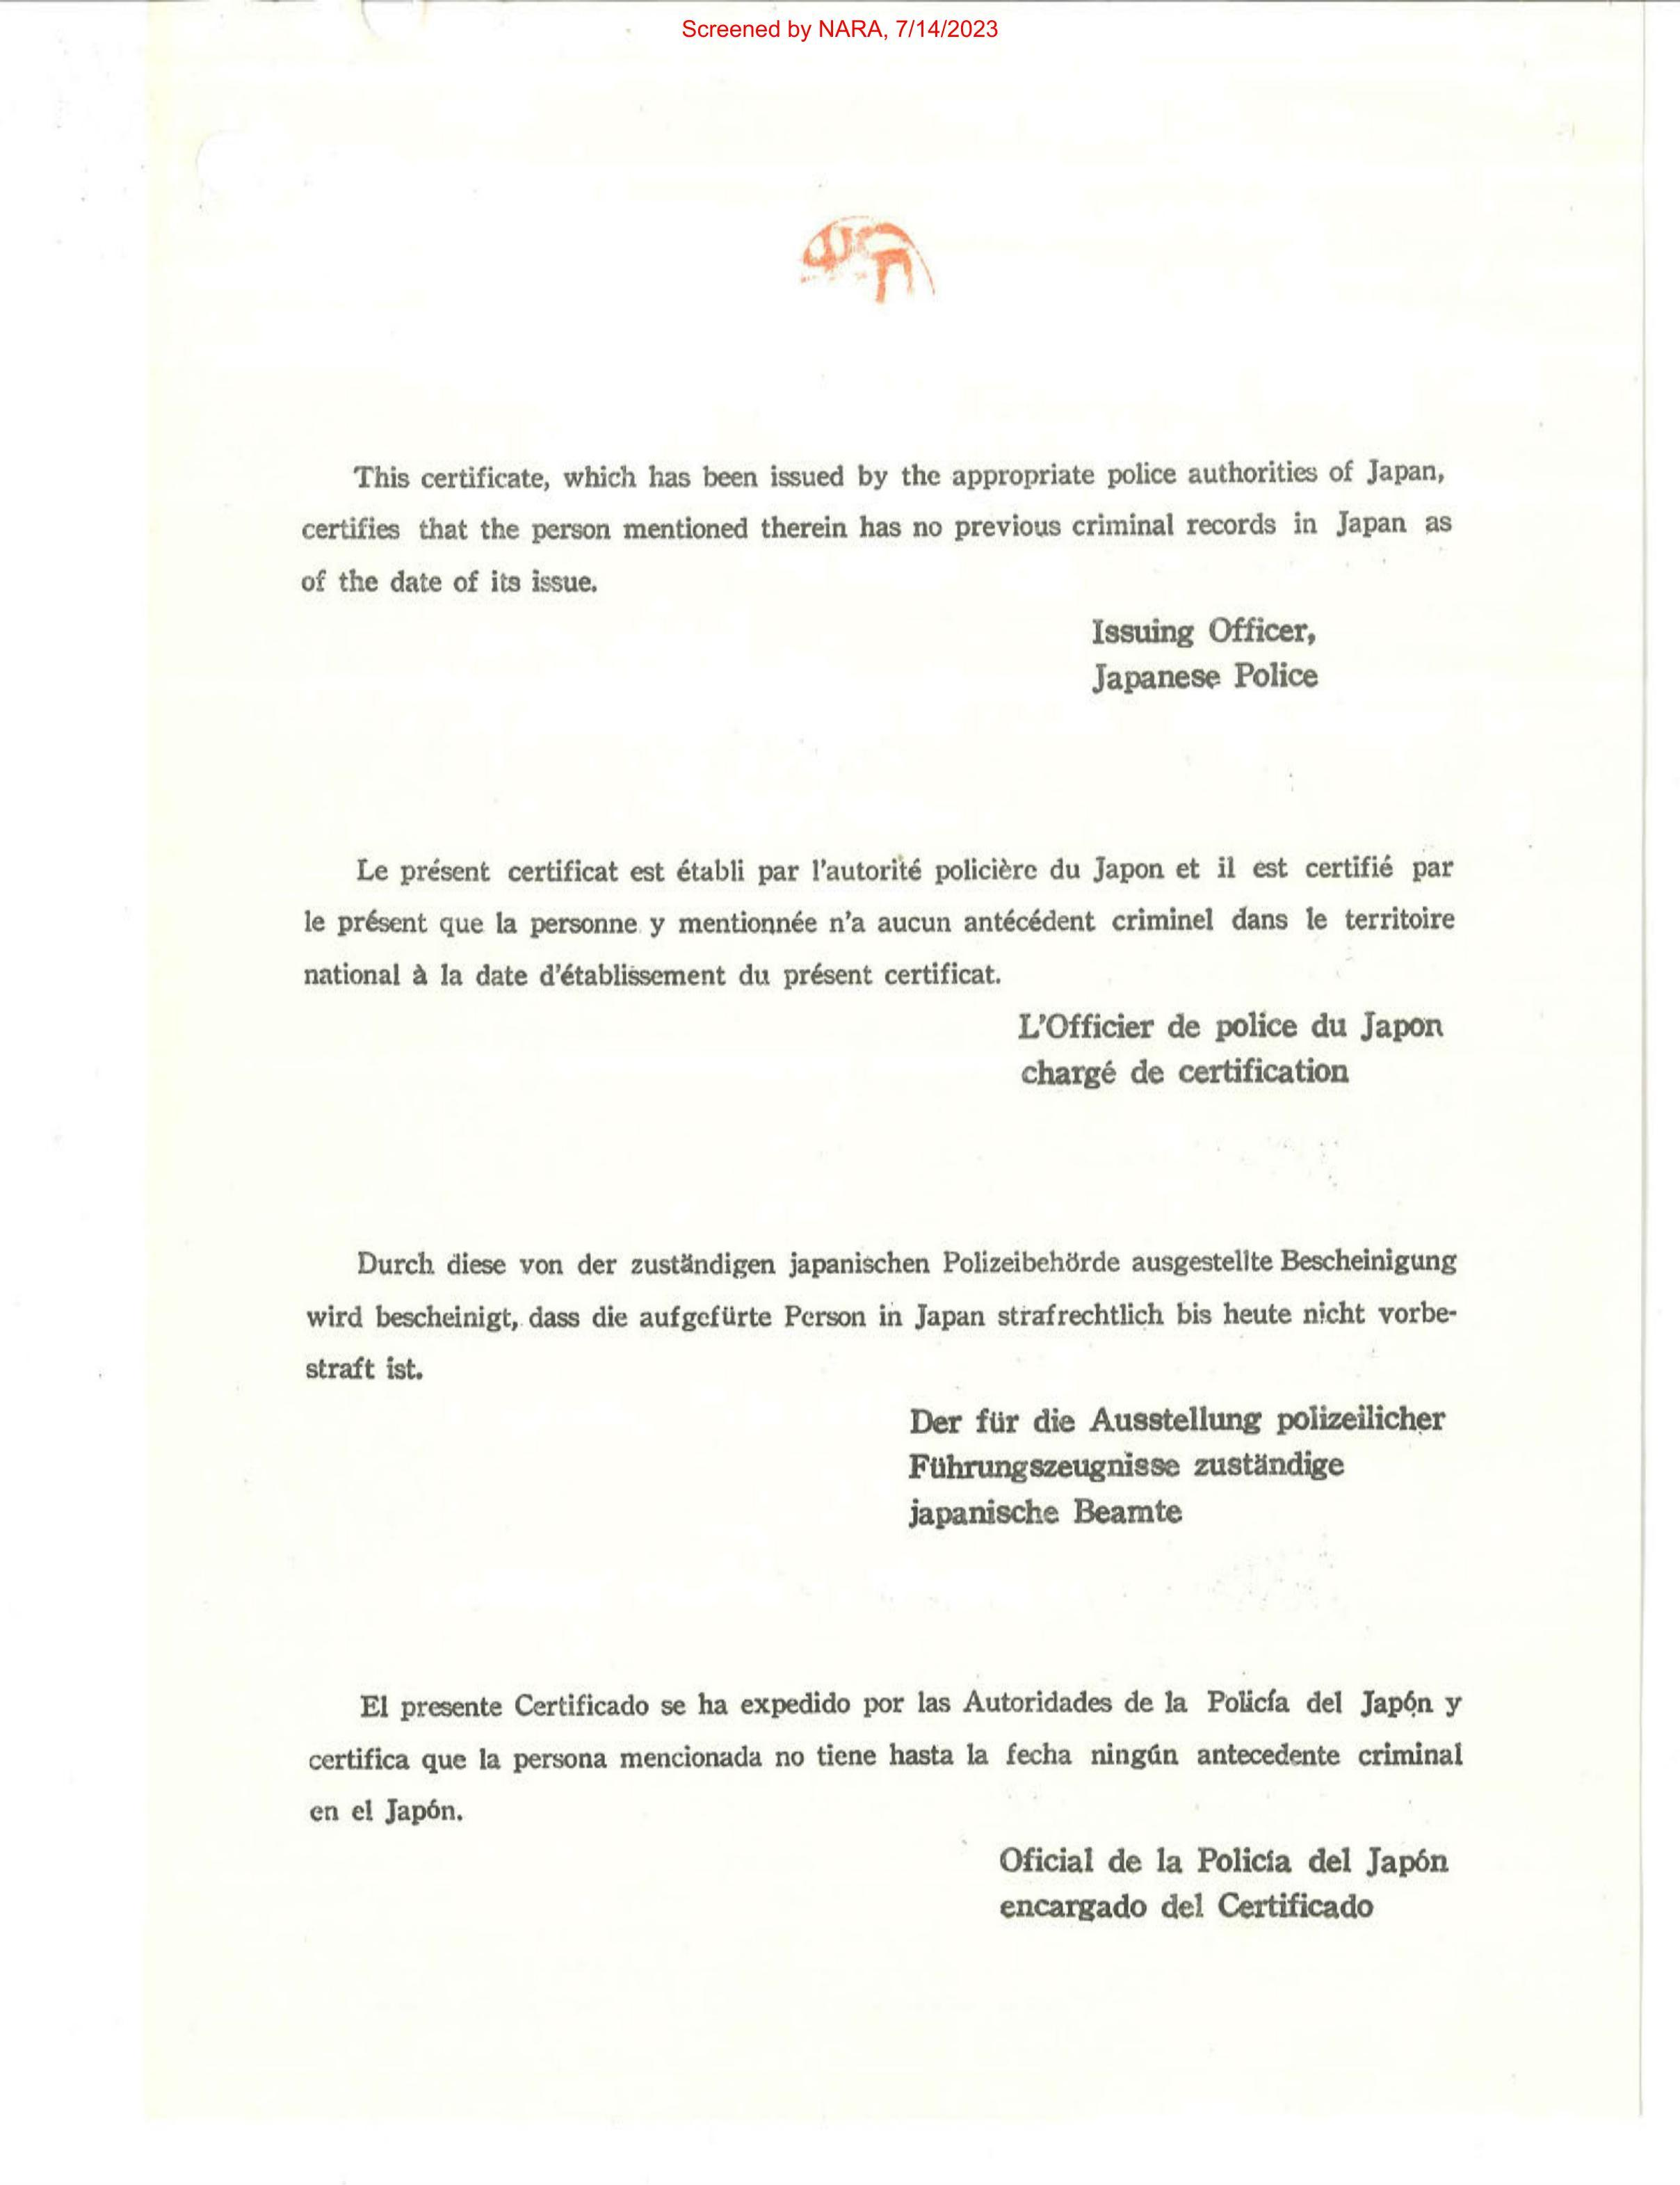 Screened by NARA, 7/14/2023
This certificate, which has been issued by the appropriate police authorities of Japan,
certifies that the person mentioned therein has no previous criminal records in Japan as
of the date of its issue.
Issuing Officer,
Japanese Police
Le présent certificat est établi par l'autorité policière du Japon et il est certifié par
le présent que la personne y mentionnée n'a aucun antécédent criminel dans le territoire
national à la date d'établissement du présent certificat.
L'Officier de police du Japon
chargé de certification
Durch diese von der zuständigen japanischen Polizeibehörde ausgestellte Bescheinigung
wird bescheinigt, dass die aufgefürte Person in Japan strafrechtlich bis heute nicht vorbe-
straft ist.
Der für die Ausstellung polizeilicher
Führungszeugnisse zuständige
japanische Beamte
El presente Certificado se ha expedido por las Autoridades de la Policía del Japón y
certifica que la persona mencionada no tiene hasta la fecha ningún antecedente criminal
en el Japón.
Oficial de la Policía del Japón
encargado del Certificado